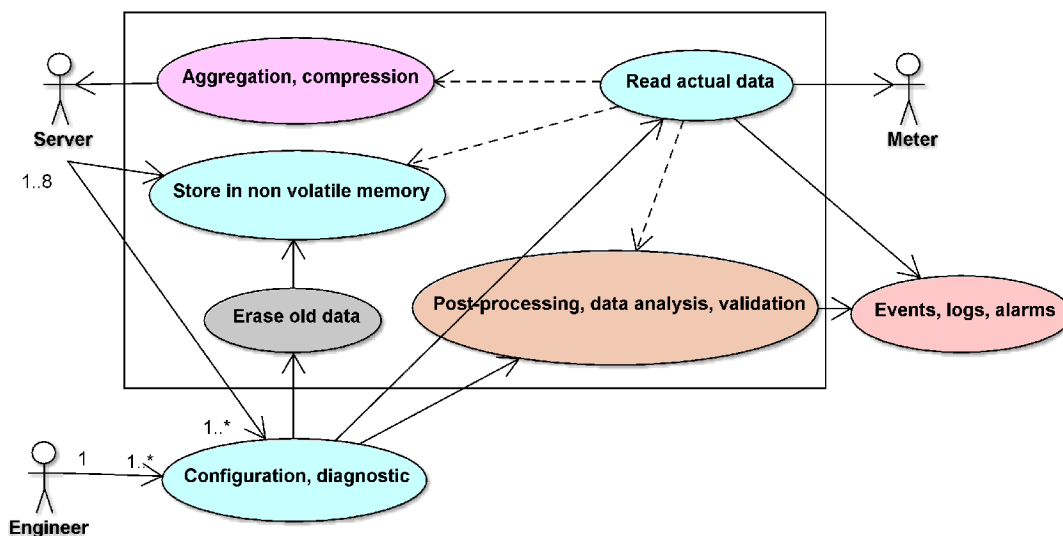 Aggregation, compression
Read actual data
Server
Meter
1..8
Store in non volatile memory
Erase old data
Post-processing, data analysis, validation
Events, logs, alarms
1..*
1
1..*
Configuration, diagnostic
Engineer